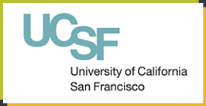 UCSF
University of California
San Francisco